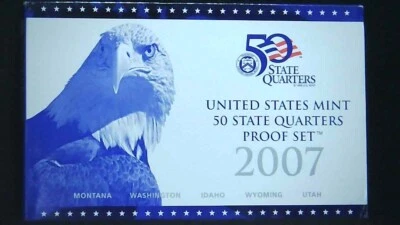 50
STATE
QUARTERS
UNITED STATES MINT
50 STATE QUARTERS
PROOF SET™
2007
MONTANA WASHINGTON IDAHO WYOMING UTAH